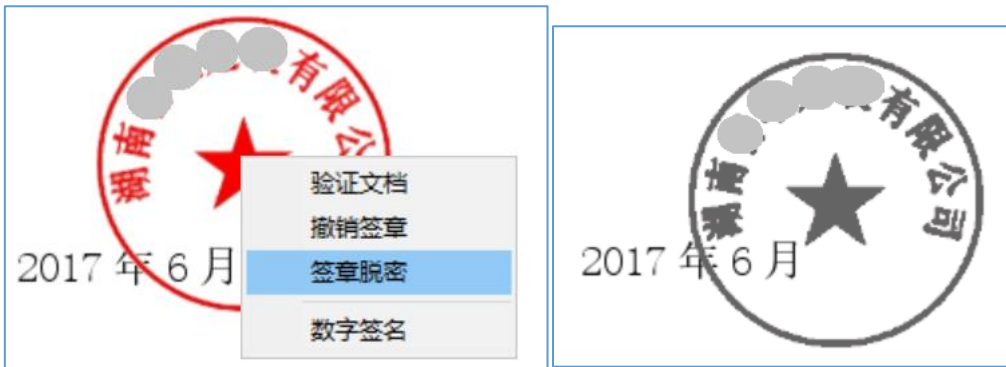 湖南
有限公
2017 年 6 月
验证文档
撤销签章
签章脱密
数字签名
湖南
有限公司
2017 年 6 月